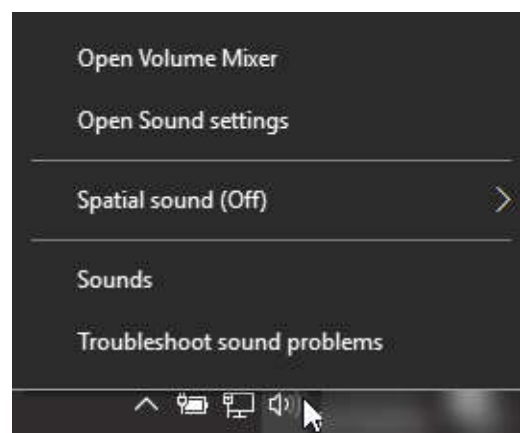 Open Volume Mixer
Open Sound settings
Spatial sound (Off)
Sounds
Troubleshoot sound problems